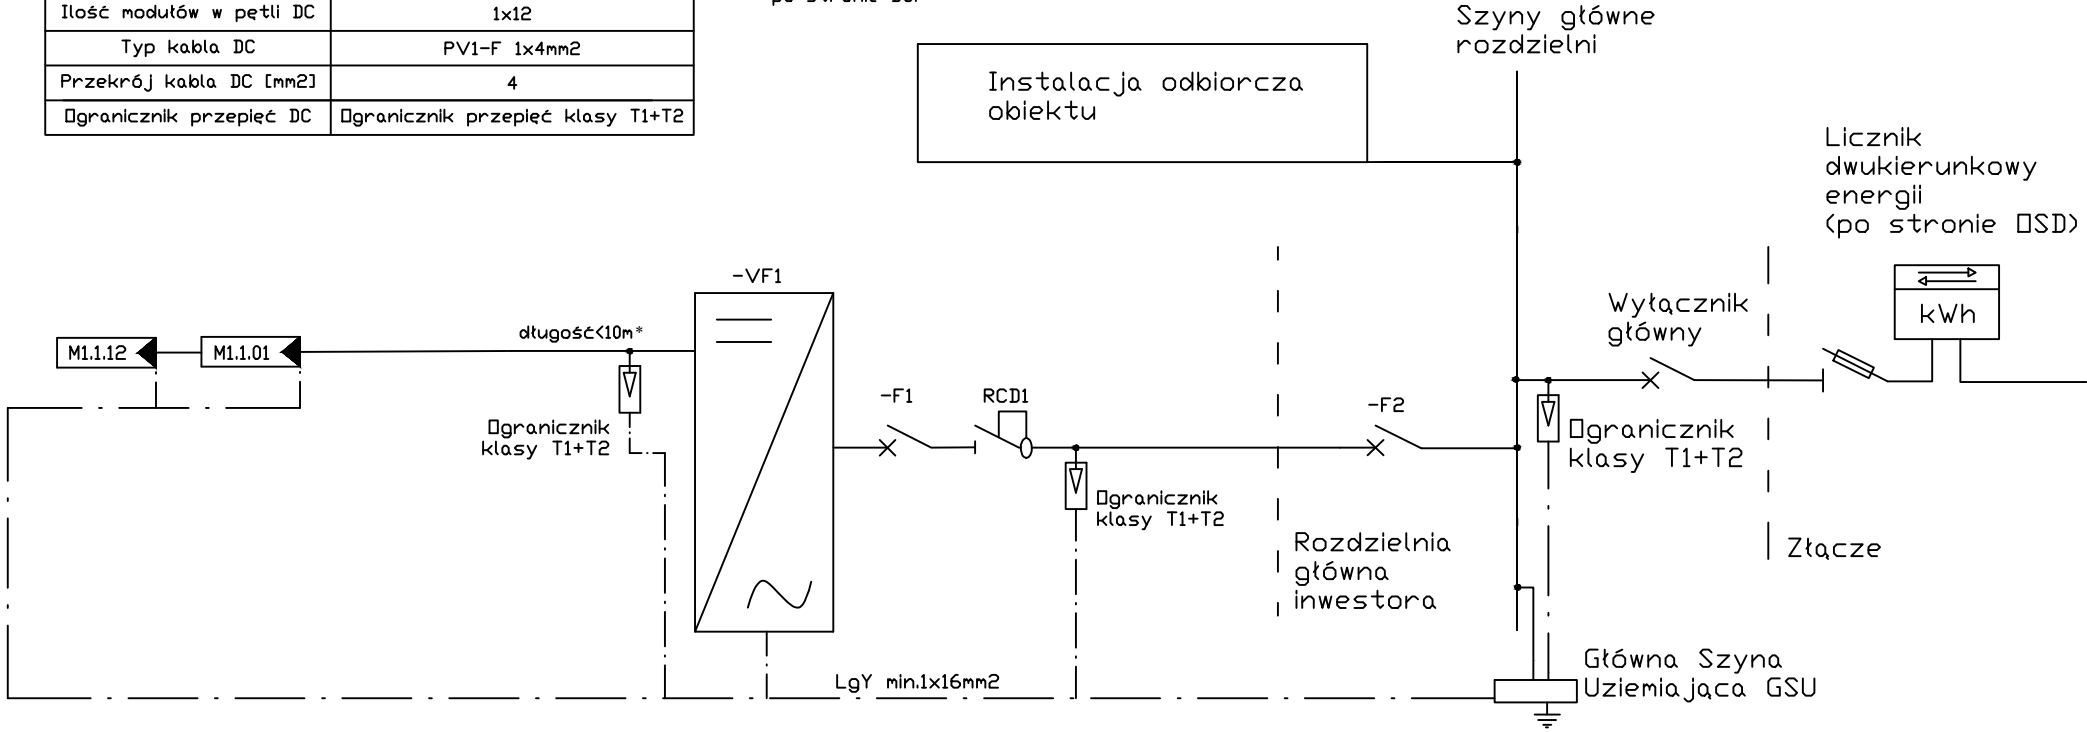 Ilość modułów w pętli DC 1x12
Typ kabla DC PV1-F 1x4mm2
Przekrój kabla DC [mm2] 4
Ogranicznik przepięć DC Ogranicznik przepięć klasy T1+T2
Szyny główne
rozdzielni
Instalacja odbiorcza
obiektu
Licznik
dwukierunkowy
energii
(po stronie OSD)
kWh
Wyłącznik
główny
-VF1
długość<10m*
M1.1.12
M1.1.01
Ogranicznik
klasy T1+T2
-F1
RCD1
-F2
Ogranicznik
klasy T1+T2
Ogranicznik
klasy T1+T2
Rozdzielnia
główna
inwestora
Złącze
LgY min.1x16mm2
Główna Szyna
Uziemiająca GSU